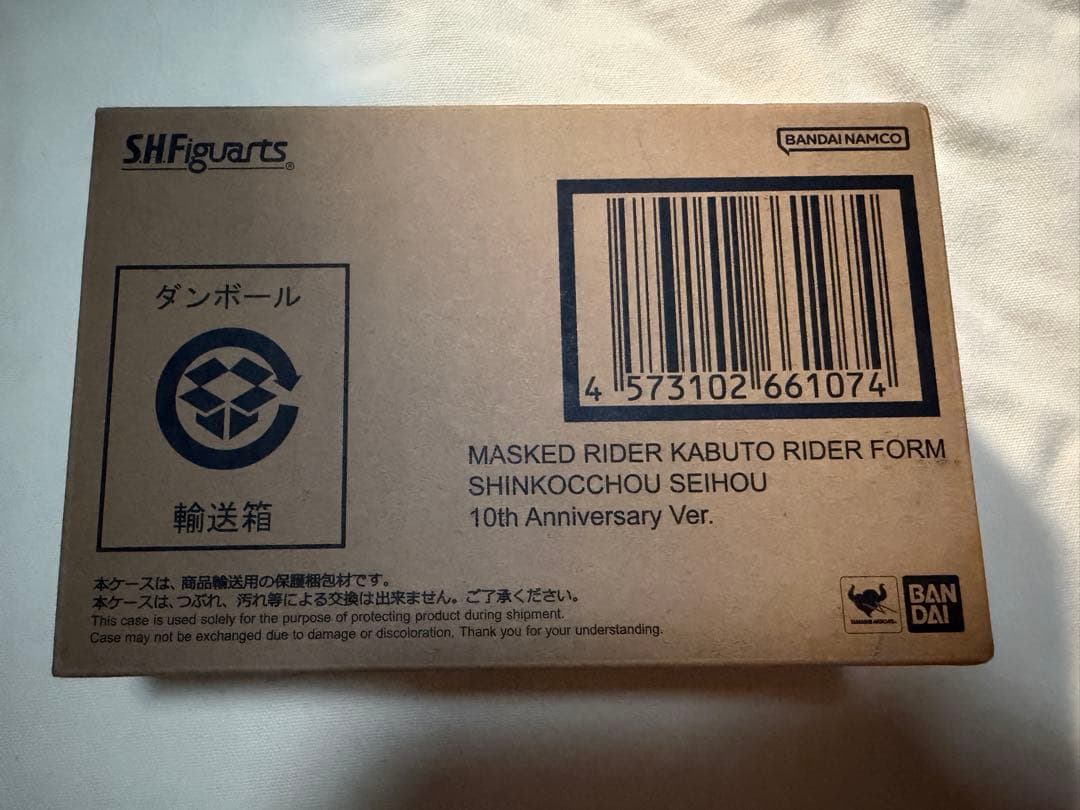 S.H.Figuarts®
BANDAI NAMCO
ダンボール
輸送箱
4 573102 661074
MASKED RIDER KABUTO RIDER FORM
SHINKOCCHOU SEIHOU
10th Anniversary Ver.
本ケースは、商品輸送用の保護梱包材です。
本ケースは、つぶれ、汚れ等による交換は出来ません。ご了承ください。
This case is used solely for the purpose of protecting product during shipment.
Case may not be exchanged due to damage or discoloration. Thank you for your understanding.
TAMASHII NATIONS
BAN
DAI